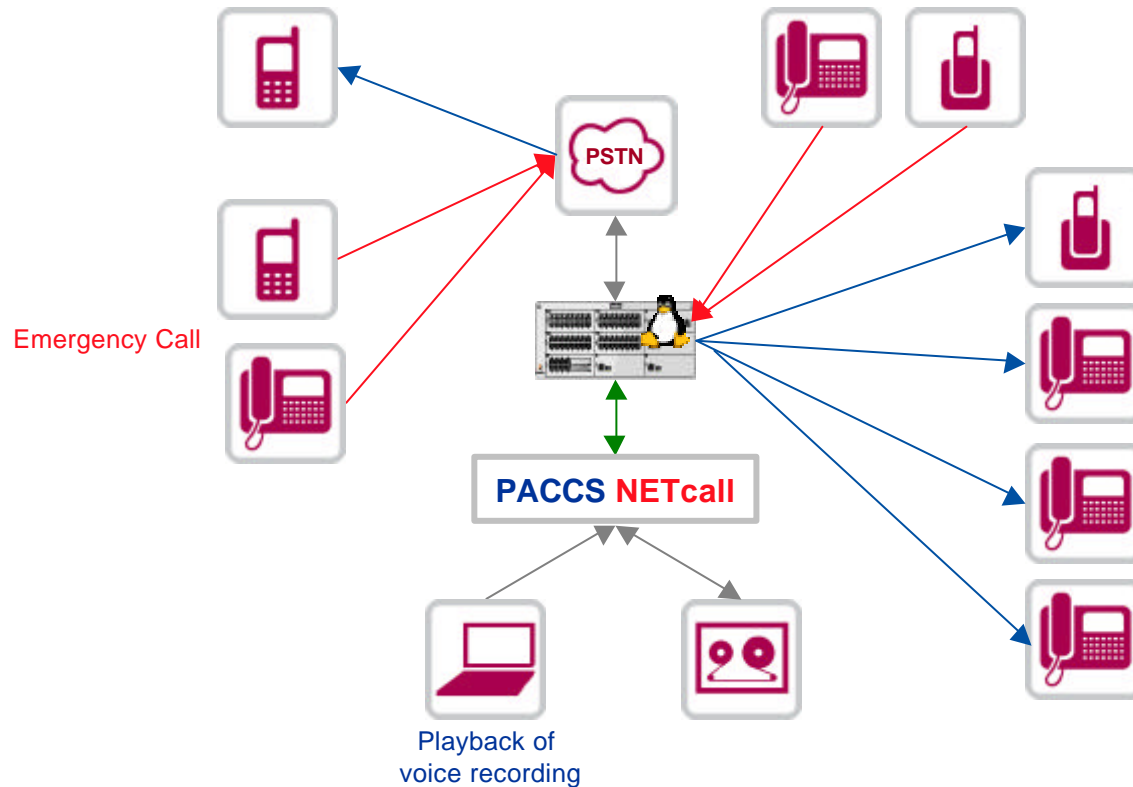 PSTN
Emergency Call
PACCS NETcall
Playback of
voice recording